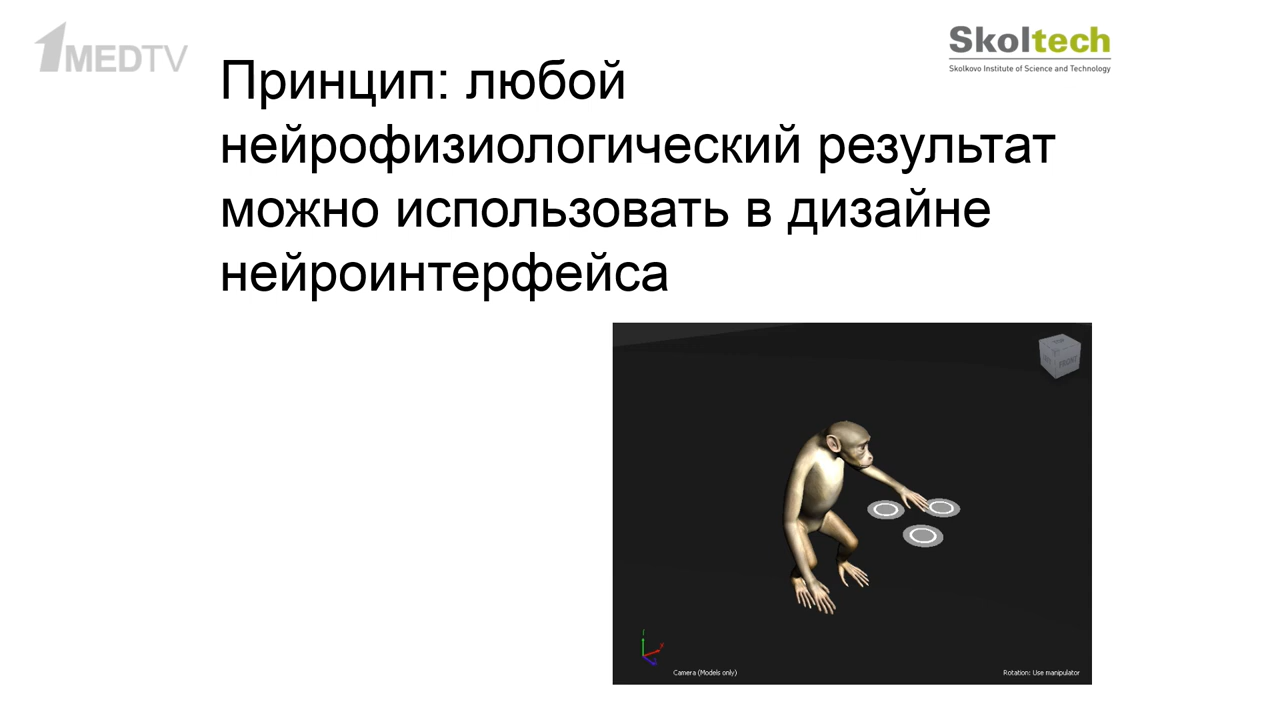 1MEDTV
Skoltech
Skolkovo Institute of Science and Technology
Принцип: любой
нейрофизиологический результат
можно использовать в дизайне
нейроинтерфейса
FRONT
Camera (Models only)
Rotation: Use manipulator